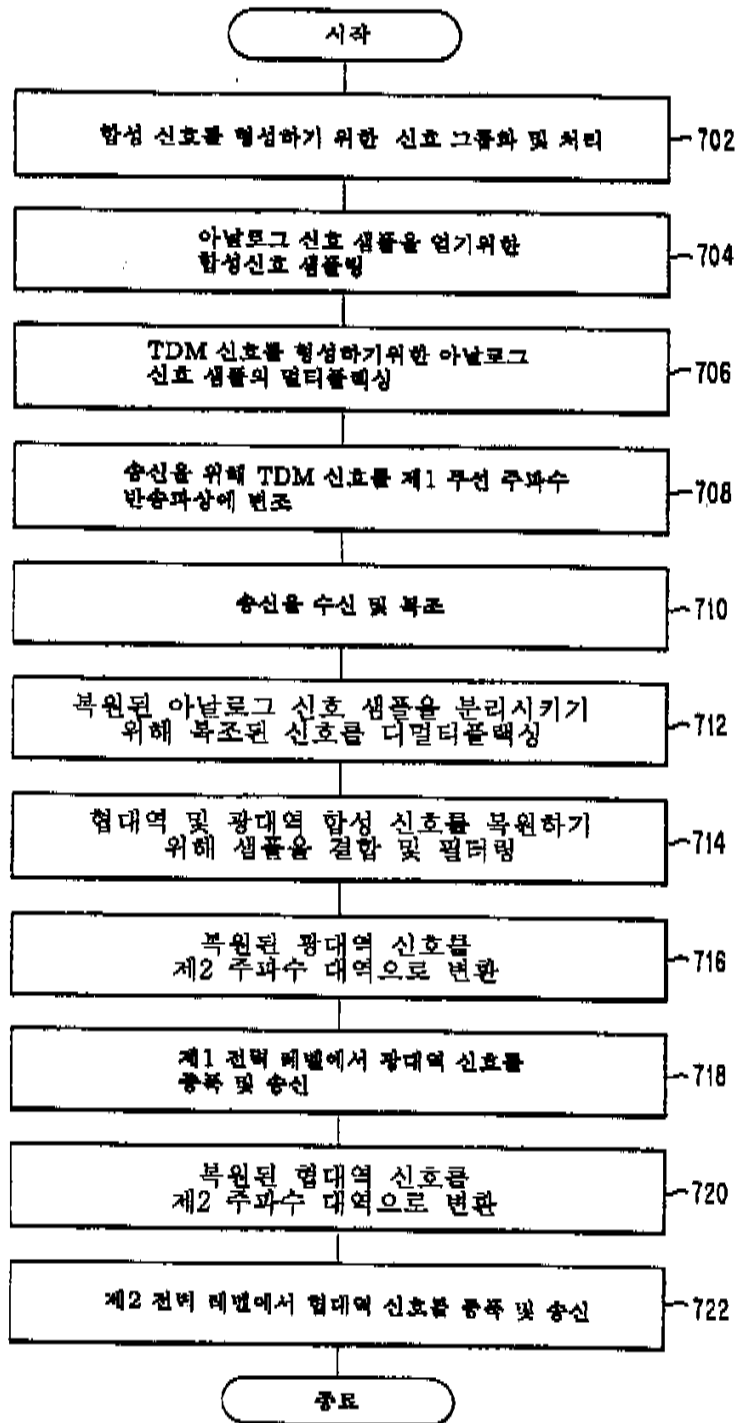 시작
합성 신호를 형성하기 위한 신호 그룹화 및 처리
702
아날로그 신호 샘플을 얻기위한
합성신호 샘플링
704
TDM 신호를 형성하기위한 아날로그
신호 샘플의 멀티플렉싱
706
송신을 위해 TDM 신호를 제1 무선 주파수
반송파상에 변조
708
송신을 수신 및 복조
710
복원된 아날로그 신호 샘플을 분리시키기
위해 복조된 신호를 디멀티플랙싱
712
협대역 및 광대역 합성 신호를 복원하기
위해 샘플을 결합 및 필터링
714
복원된 광대역 신호를
제2 주파수 대역으로 변환
716
제1 전력 레벨에서 광대역 신호를
증폭 및 송신
718
복원된 협대역 신호를
제2 주파수 대역으로 변환
720
제2 전력 레벨에서 협대역 신호를 증폭 및 송신
722
종료